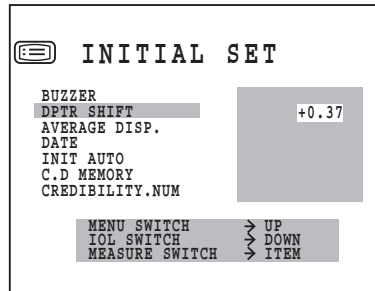 INITIAL SET
BUZZER
DPTR SHIFT +0.37
AVERAGE DISP.
DATE
INIT AUTO
C.D MEMORY
CREDIBILITY.NUM
MENU SWITCH → UP
IOL SWITCH → DOWN
MEASURE SWITCH → ITEM